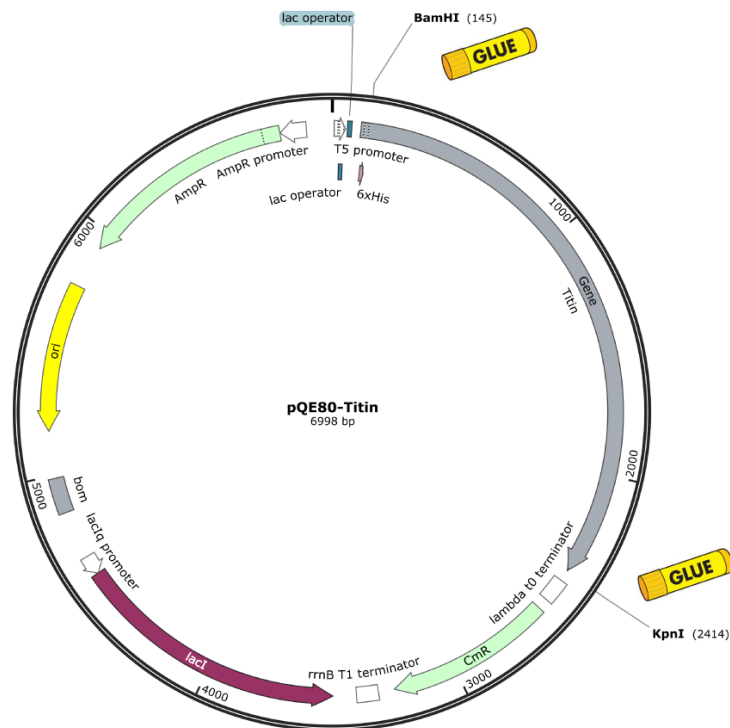 lac operator
BamHI (145)
GLUE
T5 promoter
AmpR promoter
AmpR
lac operator
6xHis
1000
Gene
Titin
6000
ori
pQE80-Titin
6998 bp
2000
5000
bom
lacIq promoter
lambda t0 terminator
GLUE
KpnI (2414)
CmR
rrnB T1 terminator
lacI
3000
4000